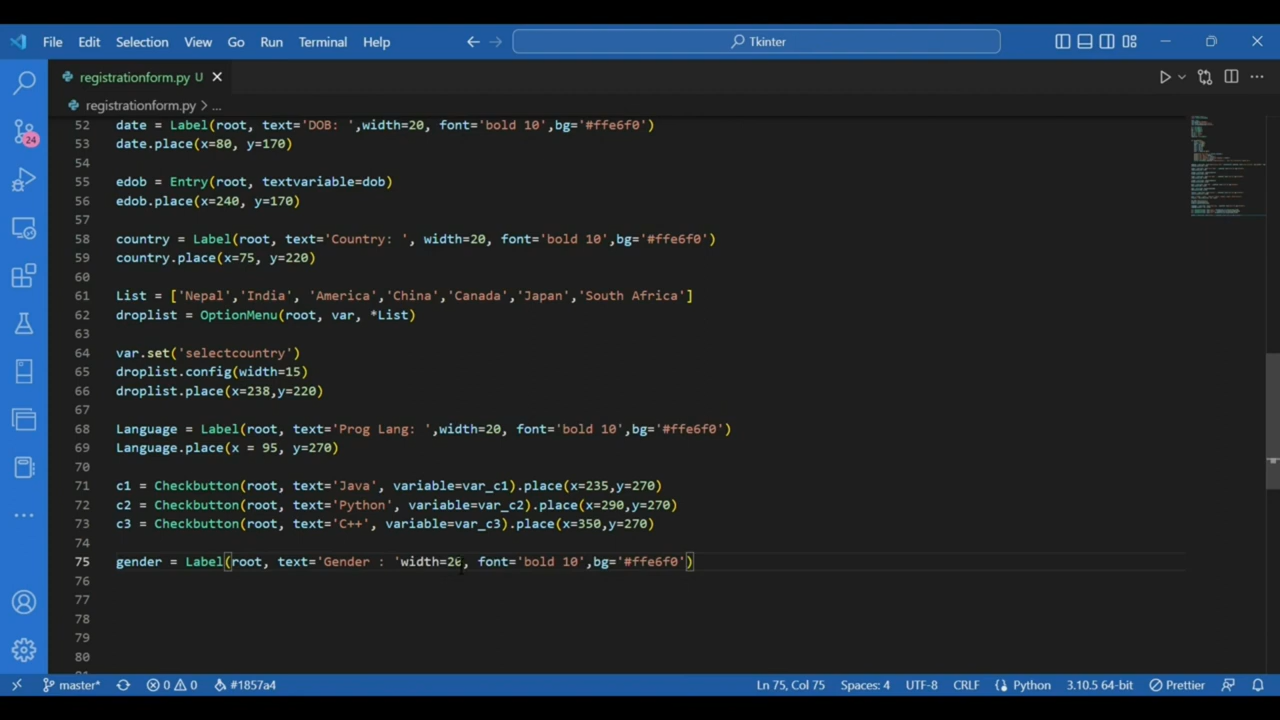 File Edit Selection View Go Run Terminal Help Tkinter
registrationform.py U
registrationform.py > ...
52 date = Label(root, text='DOB: ',width=20, font='bold 10',bg='#ffe6f0')
53 date.place(x=80, y=170)
54
55 edob = Entry(root, textvariable=dob)
56 edob.place(x=240, y=170)
57
58 country = Label(root, text='Country: ', width=20, font='bold 10',bg='#ffe6f0')
59 country.place(x=75, y=220)
60
61 List = ['Nepal','India', 'America','China','Canada','Japan','South Africa']
62 droplist = OptionMenu(root, var, *List)
63
64 var.set('selectcountry')
65 droplist.config(width=15)
66 droplist.place(x=238,y=220)
67
68 Language = Label(root, text='Prog Lang: ',width=20, font='bold 10',bg='#ffe6f0')
69 Language.place(x = 95, y=270)
70
71 c1 = Checkbutton(root, text='Java', variable=var_c1).place(x=235,y=270)
72 c2 = Checkbutton(root, text='Python', variable=var_c2).place(x=290,y=270)
73 c3 = Checkbutton(root, text='C++', variable=var_c3).place(x=350,y=270)
74
75 gender = Label(root, text='Gender : 'width=20, font='bold 10',bg='#ffe6f0')
76
77
78
79
80
24
master* 0 0 #1857a4 Ln 75, Col 75 Spaces: 4 UTF-8 CRLF Python 3.10.5 64-bit Prettier